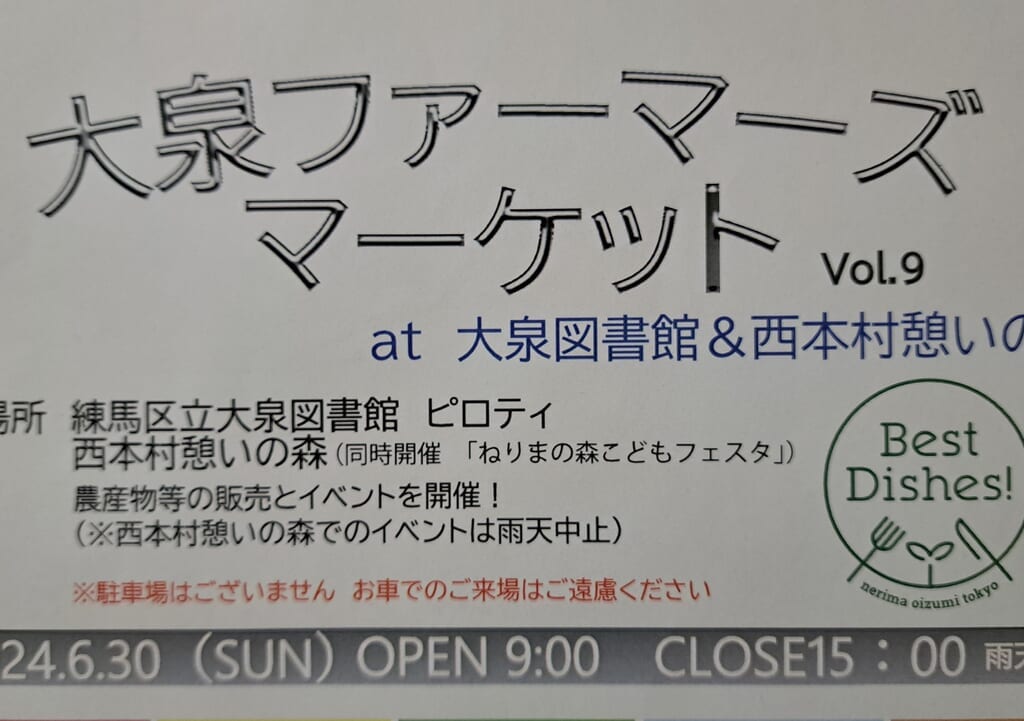 大泉ファーマーズ
マーケット Vol.9
at 大泉図書館＆西本村憩いの
場所 練馬区立大泉図書館 ピロティ
西本村憩いの森（同時開催 「ねりまの森こどもフェスタ」）
農産物等の販売とイベントを開催！
（※西本村憩いの森でのイベントは雨天中止）
※駐車場はございません お車でのご来場はご遠慮ください
Best
Dishes!
nerima oizumi tokyo
24.6.30（SUN）OPEN 9:00 CLOSE15：00 雨天